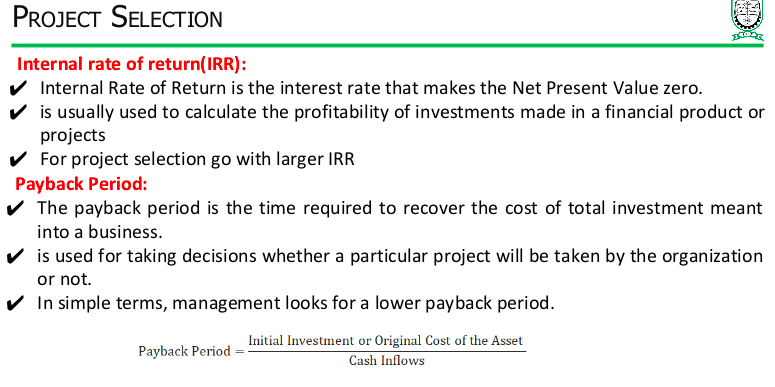 PROJECT SELECTION
Internal rate of return(IRR):
✔ Internal Rate of Return is the interest rate that makes the Net Present Value zero.
✔ is usually used to calculate the profitability of investments made in a financial product or
projects
✔ For project selection go with larger IRR
Payback Period:
✔ The payback period is the time required to recover the cost of total investment meant
into a business.
✔ is used for taking decisions whether a particular project will be taken by the organization
or not.
✔ In simple terms, management looks for a lower payback period.
Initial Investment or Original Cost of the Asset
Payback Period =
Cash Inflows